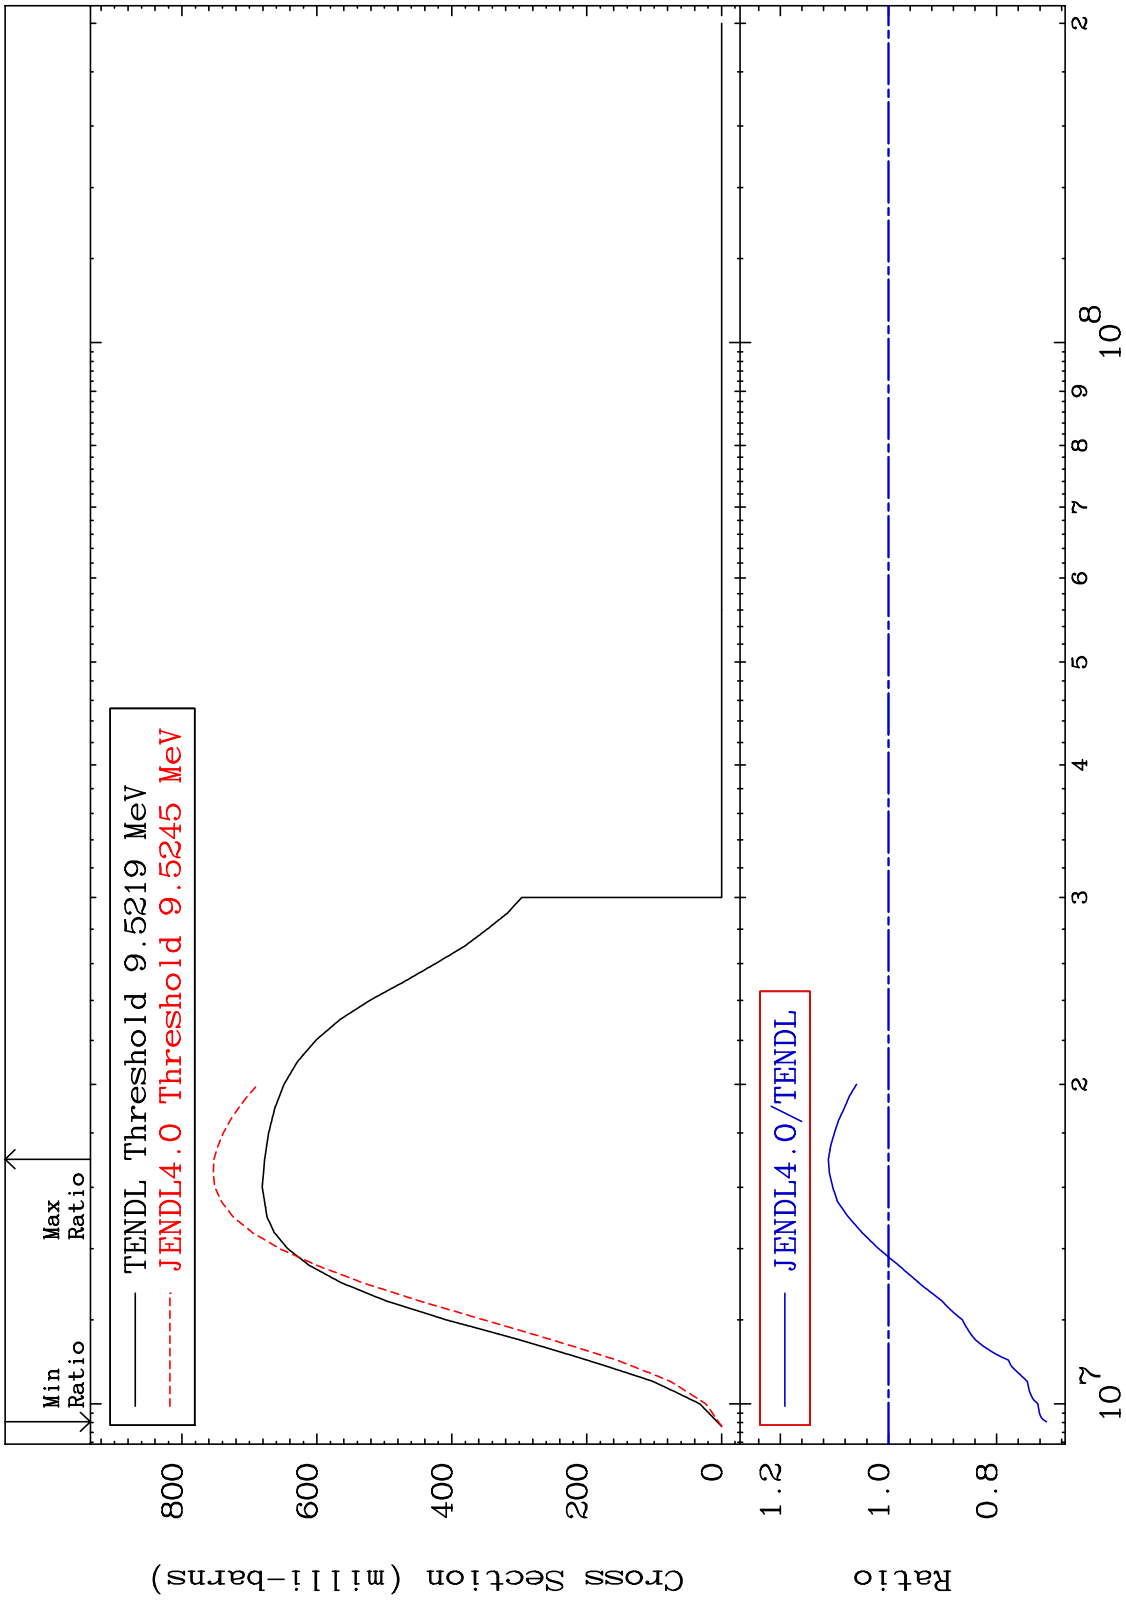 Min
Ratio
Max
Ratio
TENDL Threshold 9.5219 MeV
JENDL4.0 Threshold 9.5245 MeV
800
600
400
200
0
Cross Section (milli-barns)
JENDL4.0/TENDL
1.2
1.0
0.8
Ratio
10 7
2
3
4
5
6
7
8
9
10 8
2